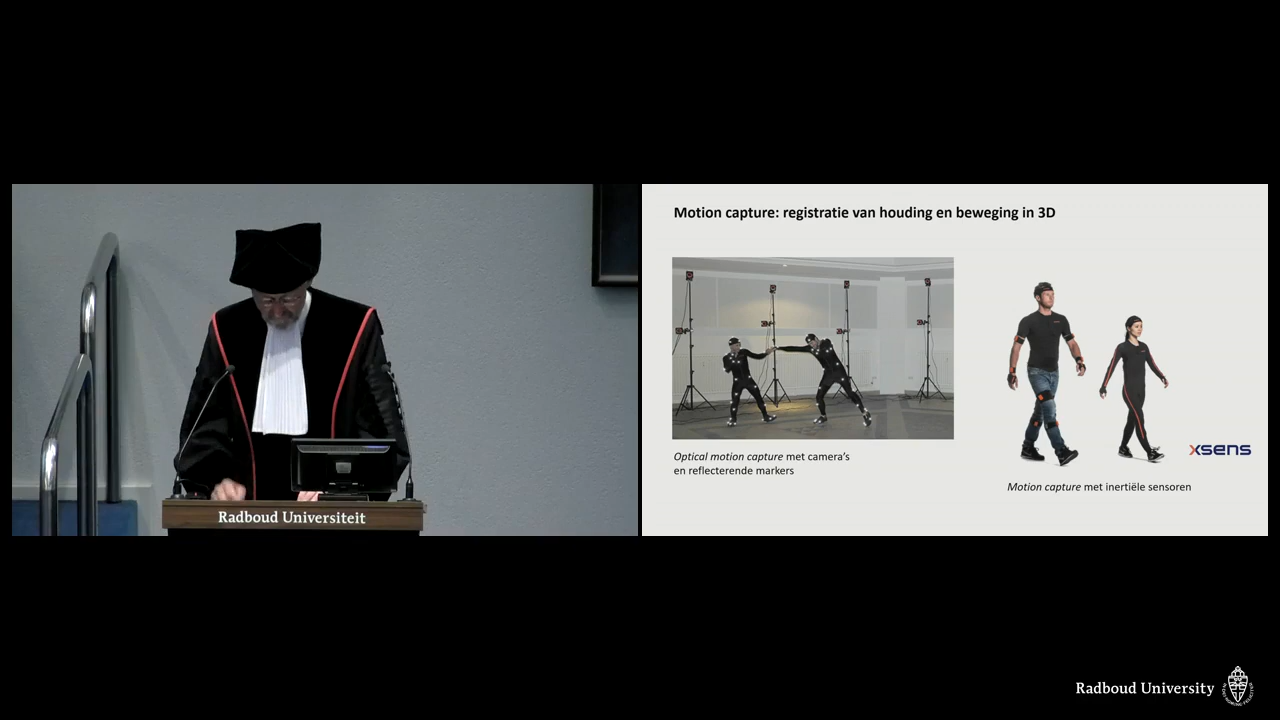 Radboud Universiteit
Motion capture: registratie van houding en beweging in 3D
Optical motion capture met camera's
en reflecterende markers
xsens
Motion capture met inertiële sensoren
Radboud University